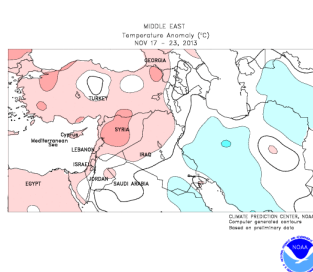 MIDDLE EAST
Temperature Anomaly (°C)
NOV 17 - 23, 2013
GEORGIA
TURKEY
SYRIA
Cyprus
Mediterranean
Sea
LEBANON
IRAQ
ISRAEL
JORDAN
EGYPT
SAUDI ARABIA
CLIMATE PREDICTION CENTER, NOAA
Computer generated contours
Based on preliminary data
NOAA